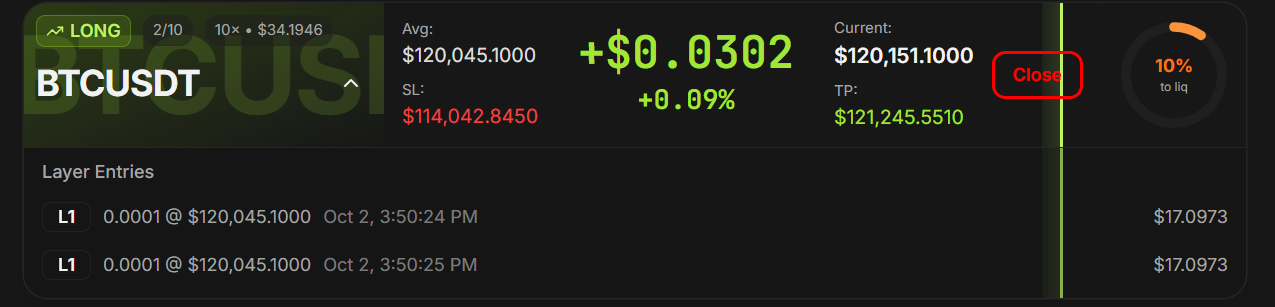 LONG 2/10 10× • $34.1946
BTCUSI
BTCUSDT
Avg:
$120,045.1000
SL:
$114,042.8450
+$0.0302
+0.09%
Current:
$120,151.1000
TP:
$121,245.5510
Close
10%
to liq
Layer Entries
L1 0.0001 @ $120,045.1000 Oct 2, 3:50:24 PM $17.0973
L1 0.0001 @ $120,045.1000 Oct 2, 3:50:25 PM $17.0973